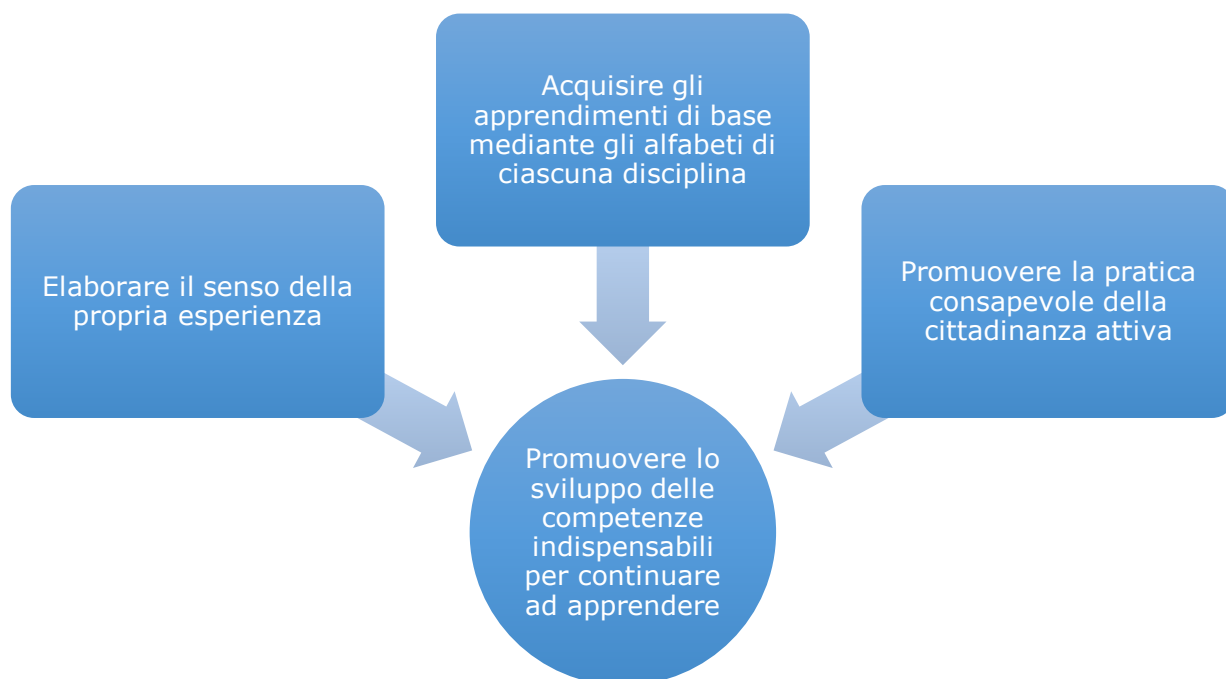 Acquisire gli
apprendimenti di base
mediante gli alfabeti di
ciascuna disciplina
Elaborare il senso della
propria esperienza
Promuovere la pratica
consapevole della
cittadinanza attiva
Promuovere lo
sviluppo delle
competenze
indispensabili
per continuare
ad apprendere